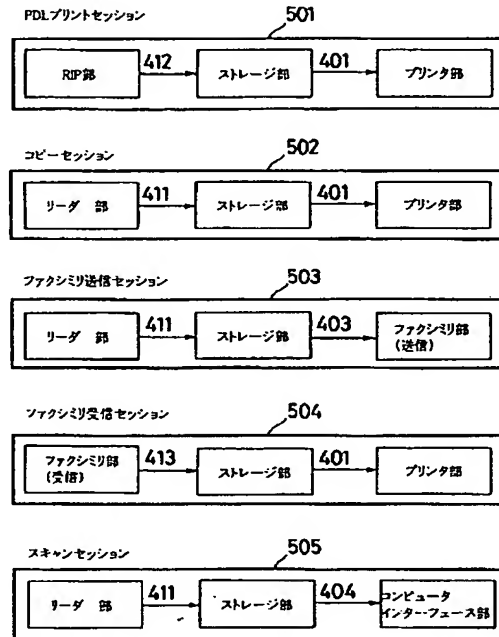 PDLプリントセッション
501
RIP部
412
ストレージ部
401
プリンタ部
コピーセッション
502
リーダ 部
411
ストレージ部
401
プリンタ部
ファクシミリ送信セッション
503
リーダ 部
411
ストレージ部
403
ファクシミリ部
(送信)
ファクシミリ受信セッション
504
ファクシミリ部
(受信)
413
ストレージ部
401
プリンタ部
スキャンセッション
505
リーダ 部
411
ストレージ部
404
コンピュータ
インターフェース部